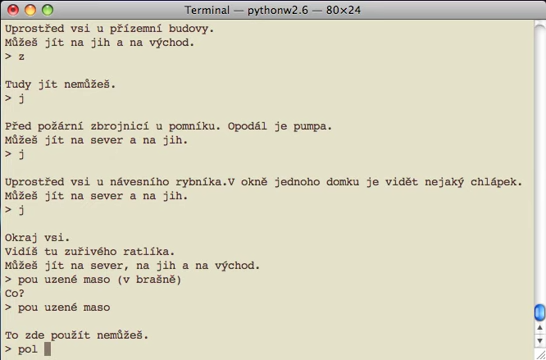 Terminal — pythonw2.6 — 80×24
Uprostřed vsi u přízemní budovy.
Můžeš jít na jih a na východ.
> z
Tudy jít nemůžeš.
> j
Před požární zbrojnicí u pomníku. Opodál je pumpa.
Můžeš jít na sever a na jih.
> j
Uprostřed vsi u návesního rybníka.V okně jednoho domku je vidět nejaký chlápek.
Můžeš jít na sever a na jih.
> j
Okraj vsi.
Vidíš tu zuřivého ratlíka.
Můžeš jít na sever, na jih a na východ.
> pou uzené maso (v brašně)
Co?
> pou uzené maso
To zde použít nemůžeš.
> pol